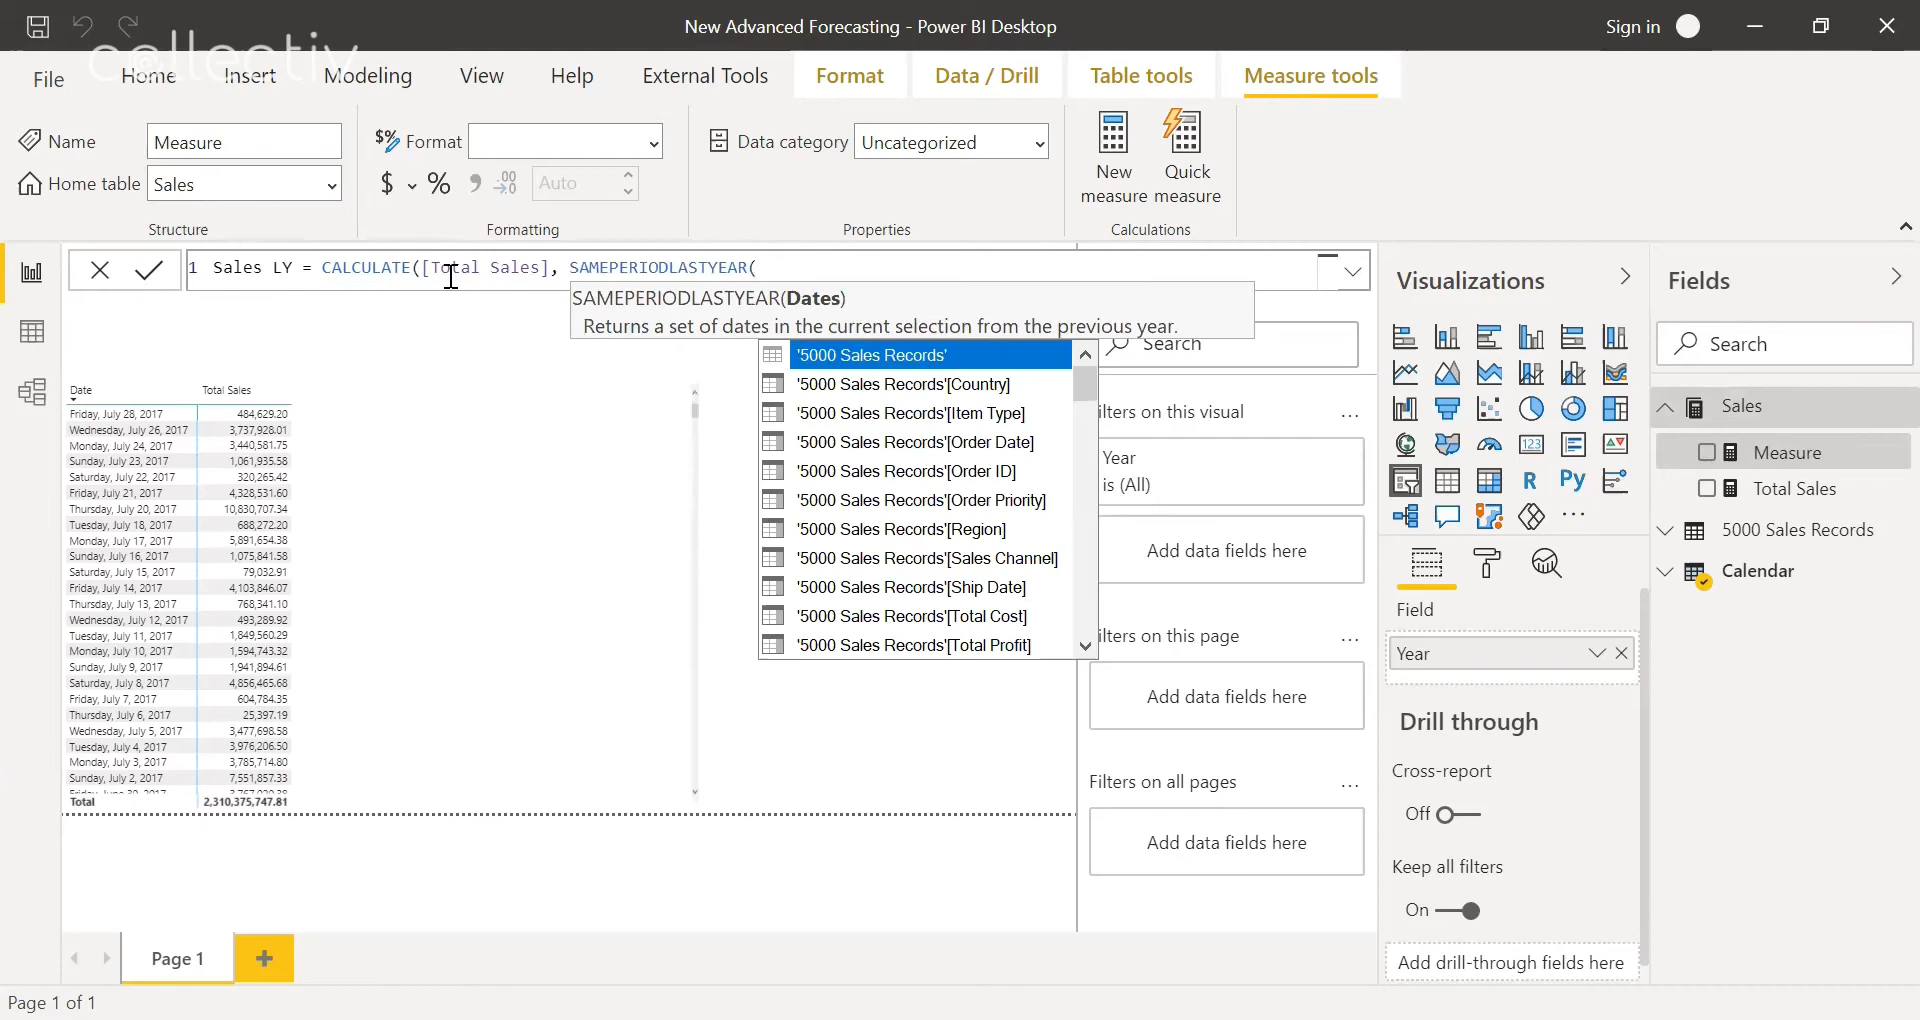 New Advanced Forecasting - Power BI Desktop
Sign in
collectiv
File
Home
Insert
Modeling
View
Help
External Tools
Format
Data / Drill
Table tools
Measure tools
Name
Measure
$% Format
Data category
Uncategorized
Home table
Sales
$
%
Auto
New
measure
Quick
measure
Structure
Formatting
Properties
Calculations
1 Sales LY = CALCULATE([Total Sales], SAMEPERIODLASTYEAR(
SAMEPERIODLASTYEAR(Dates)
Returns a set of dates in the current selection from the previous year.
'5000 Sales Records'
'5000 Sales Records'[Country]
'5000 Sales Records'[Item Type]
'5000 Sales Records'[Order Date]
'5000 Sales Records'[Order ID]
'5000 Sales Records'[Order Priority]
'5000 Sales Records'[Region]
'5000 Sales Records'[Sales Channel]
'5000 Sales Records'[Ship Date]
'5000 Sales Records'[Total Cost]
'5000 Sales Records'[Total Profit]
Date Total Sales
Friday, July 28, 2017 484,629.20
Wednesday, July 26, 2017 3,737,928.01
Monday, July 24, 2017 3,440,581.75
Sunday, July 23, 2017 1,061,935.58
Saturday, July 22, 2017 320,265.42
Friday, July 21, 2017 4,328,531.60
Thursday, July 20, 2017 10,830,707.34
Tuesday, July 18, 2017 688,272.20
Monday, July 17, 2017 5,891,654.38
Sunday, July 16, 2017 1,075,841.58
Saturday, July 15, 2017 79,032.91
Friday, July 14, 2017 4,103,846.07
Thursday, July 13, 2017 768,341.10
Wednesday, July 12, 2017 493,289.92
Tuesday, July 11, 2017 1,849,560.29
Monday, July 10, 2017 1,594,743.32
Sunday, July 9, 2017 1,941,894.61
Saturday, July 8, 2017 4,856,465.68
Friday, July 7, 2017 604,784.35
Thursday, July 6, 2017 25,397.19
Wednesday, July 5, 2017 3,477,698.58
Tuesday, July 4, 2017 3,976,206.50
Monday, July 3, 2017 3,785,714.80
Sunday, July 2, 2017 7,551,857.33
Total 2,310,375,747.81
Search
ilters on this visual
Year
is (All)
Add data fields here
ilters on this page
Add data fields here
Filters on all pages
Add data fields here
Visualizations
123
R
Py
Field
Year
Drill through
Cross-report
Off
Keep all filters
On
Add drill-through fields here
Fields
Search
Sales
Measure
Total Sales
5000 Sales Records
Calendar
Page 1
Page 1 of 1